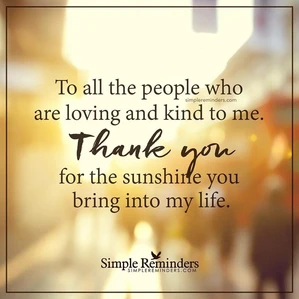 To all the people who
simplereminders.com
are loving and kind to me.
Thank you
for the sunshine you
bring into my life.
Simple Reminders
SIMPLEREMINDERS.COM